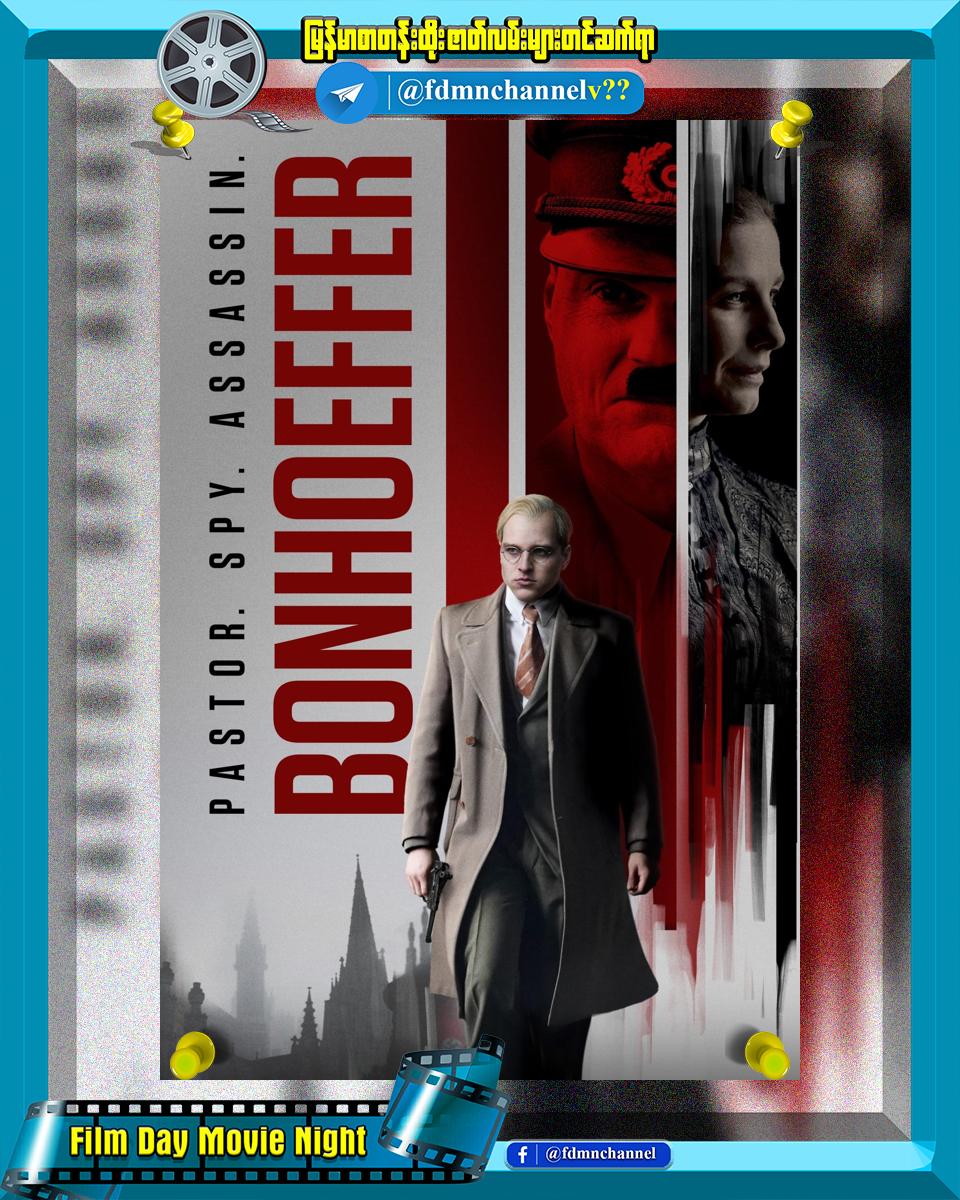 မြန်မာစာတန်းထိုးဇာတ်လမ်းများတင်ဆက်ရာ
@fdmnchannelv??
PASTOR. SPY. ASSASSIN.
BONHOEFFER
Film Day Movie Night
f @fdmnchannel